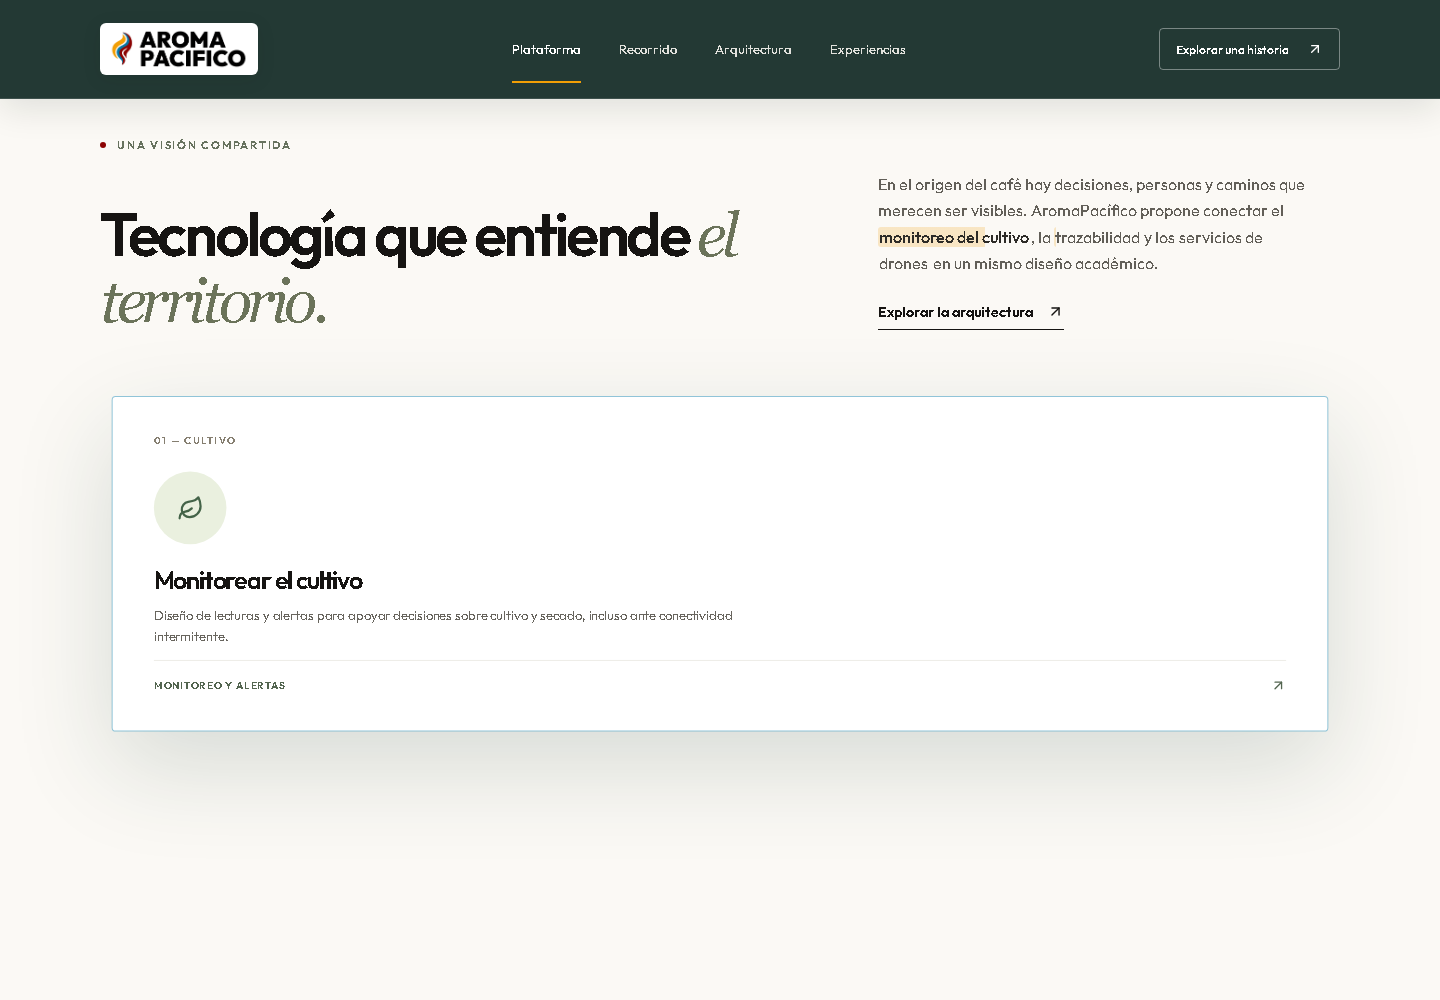 AROMA
PACIFICO
Plataforma
Recorrido
Arquitectura
Experiencias
Explorar una historia
UNA VISIÓN COMPARTIDA
Tecnología que entiende el
territorio.
En el origen del café hay decisiones, personas y caminos que
merecen ser visibles. AromaPacífico propone conectar el
monitoreo del cultivo, la trazabilidad y los servicios de
drones en un mismo diseño académico.
Explorar la arquitectura
01 — CULTIVO
Monitorear el cultivo
Diseño de lecturas y alertas para apoyar decisiones sobre cultivo y secado, incluso ante conectividad
intermitente.
MONITOREO Y ALERTAS